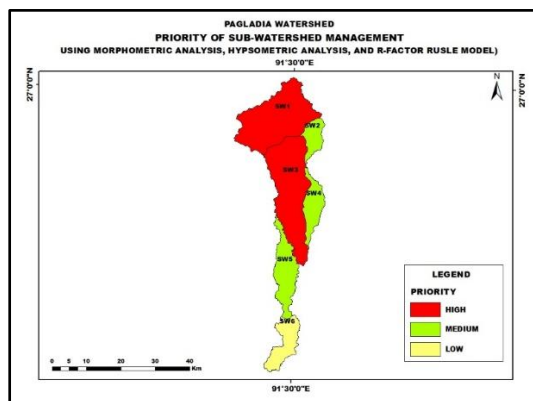 PAGLADIA WATERSHED
PRIORITY OF SUB-WATERSHED MANAGEMENT
USING MORPHOMETRIC ANALYSIS, HYPSOMETRIC ANALYSIS, AND R-FACTOR RUSLE MODEL)
91°30'0"E
27°0'0"N
27°0'0"N
N
SW1
SW2
SW3
SW4
SW5
SW6
LEGEND
PRIORITY
HIGH
MEDIUM
LOW
0 5 10 20 30 40
Km
91°30'0"E